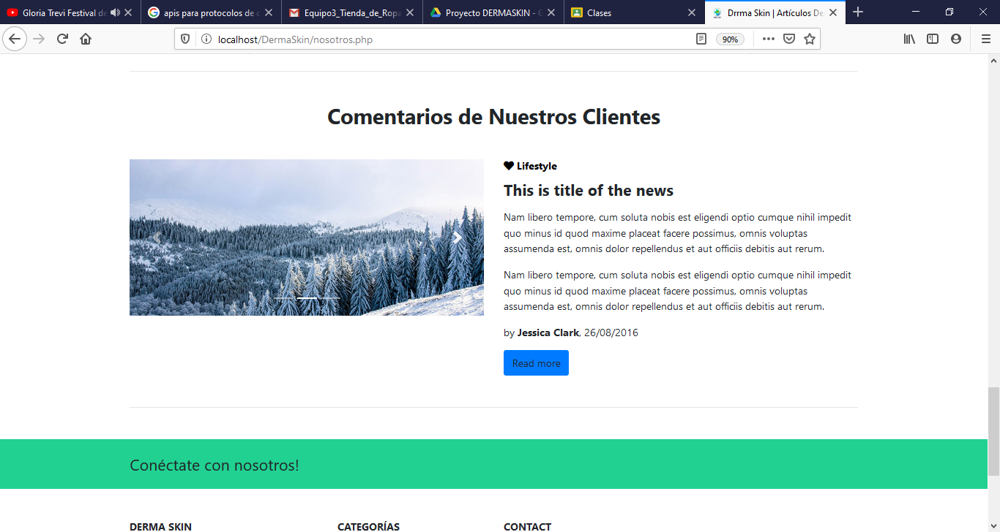 Gloria Trevi Festival de
apis para protocolos de c
Equipo3_Tienda_de_Ropa
Proyecto DERMASKIN - G
Clases
Drrma Skin | Artículos De
localhost/DermaSkin/nosotros.php
90%
Comentarios de Nuestros Clientes
Lifestyle
This is title of the news
Nam libero tempore, cum soluta nobis est eligendi optio cumque nihil impedit
quo minus id quod maxime placeat facere possimus, omnis voluptas
assumenda est, omnis dolor repellendus et aut officiis debitis aut rerum.
Nam libero tempore, cum soluta nobis est eligendi optio cumque nihil impedit
quo minus id quod maxime placeat facere possimus, omnis voluptas
assumenda est, omnis dolor repellendus et aut officiis debitis aut rerum.
by Jessica Clark, 26/08/2016
Read more
Conéctate con nosotros!
DERMA SKIN
CATEGORÍAS
CONTACT